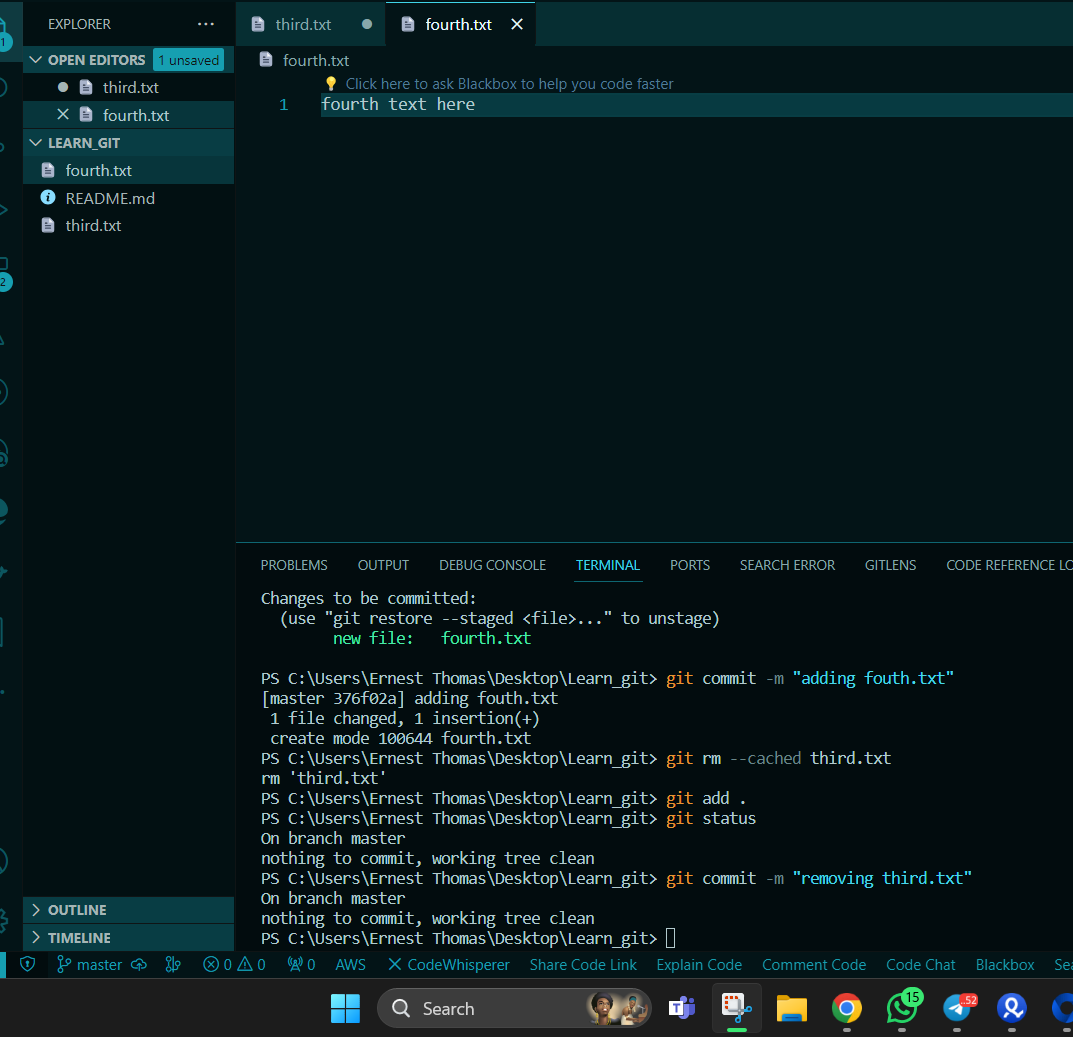 EXPLORER
OPEN EDITORS 1 unsaved
third.txt
fourth.txt
LEARN_GIT
fourth.txt
README.md
third.txt
OUTLINE
TIMELINE
third.txt
fourth.txt
fourth.txt
Click here to ask Blackbox to help you code faster
1 fourth text here
PROBLEMS OUTPUT DEBUG CONSOLE TERMINAL PORTS SEARCH ERROR GITLENS CODE REFERENCE LO
Changes to be committed:
(use "git restore --staged <file>..." to unstage)
new file: fourth.txt
PS C:\Users\Ernest Thomas\Desktop\Learn_git> git commit -m "adding fouth.txt"
[master 376f02a] adding fouth.txt
1 file changed, 1 insertion(+)
create mode 100644 fourth.txt
PS C:\Users\Ernest Thomas\Desktop\Learn_git> git rm --cached third.txt
rm 'third.txt'
PS C:\Users\Ernest Thomas\Desktop\Learn_git> git add .
PS C:\Users\Ernest Thomas\Desktop\Learn_git> git status
On branch master
nothing to commit, working tree clean
PS C:\Users\Ernest Thomas\Desktop\Learn_git> git commit -m "removing third.txt"
On branch master
nothing to commit, working tree clean
PS C:\Users\Ernest Thomas\Desktop\Learn_git>
master 0 0 0 AWS CodeWhisperer Share Code Link Explain Code Comment Code Code Chat Blackbox Sea
Search 15 .52
1
2